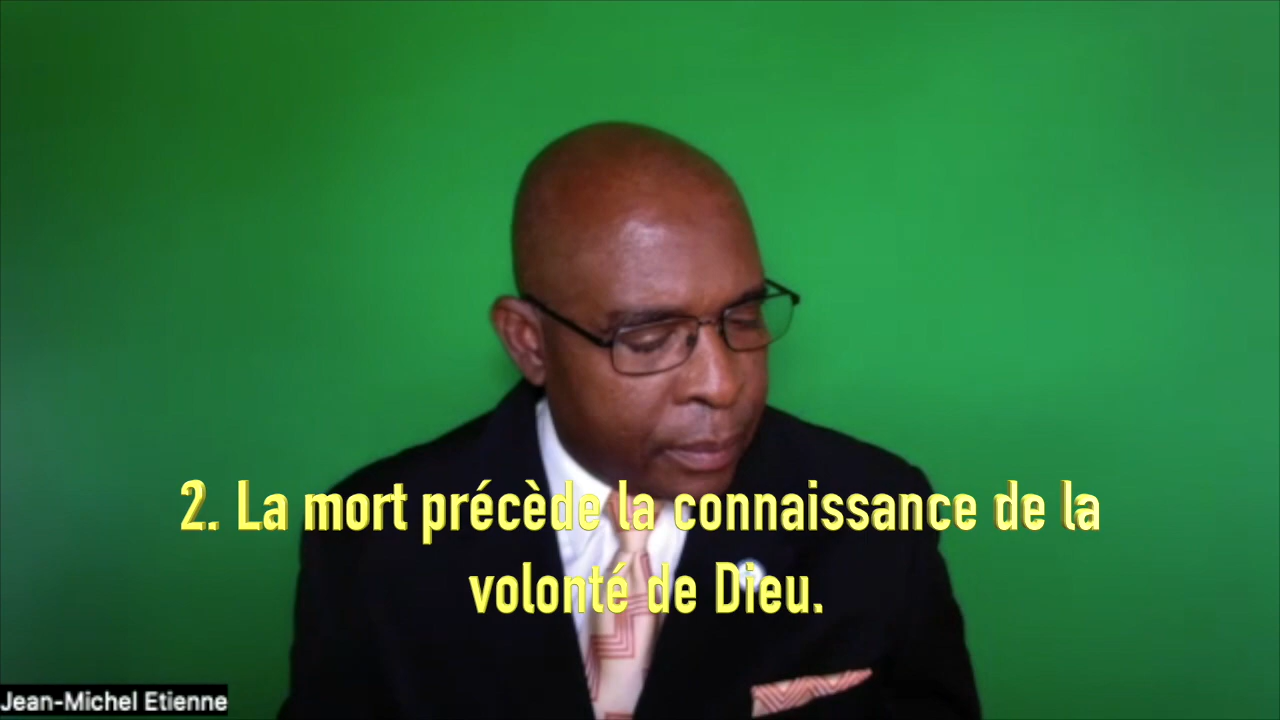 2. La mort précède la connaissance de la
volonté de Dieu.
Jean-Michel Etienne